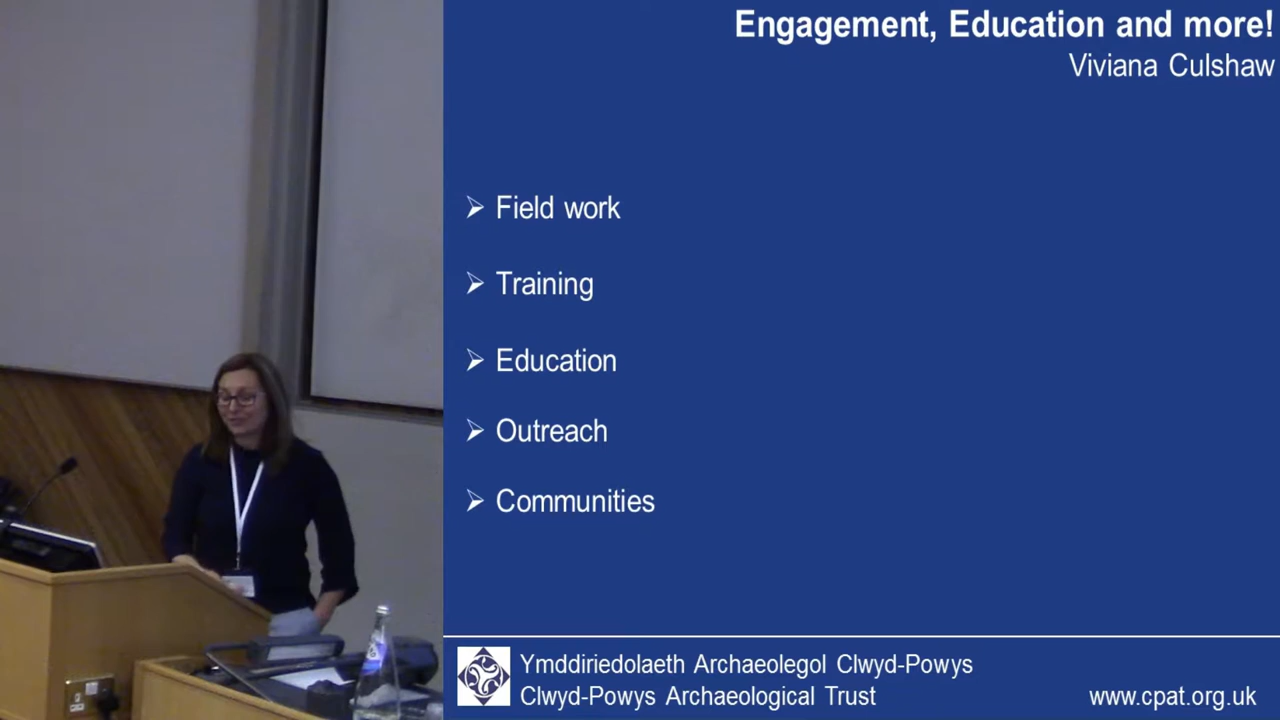 Engagement, Education and more!
Viviana Culshaw
Field work
Training
Education
Outreach
Communities
Ymddiriedolaeth Archaeolegol Clwyd-Powys
Clwyd-Powys Archaeological Trust
www.cpat.org.uk